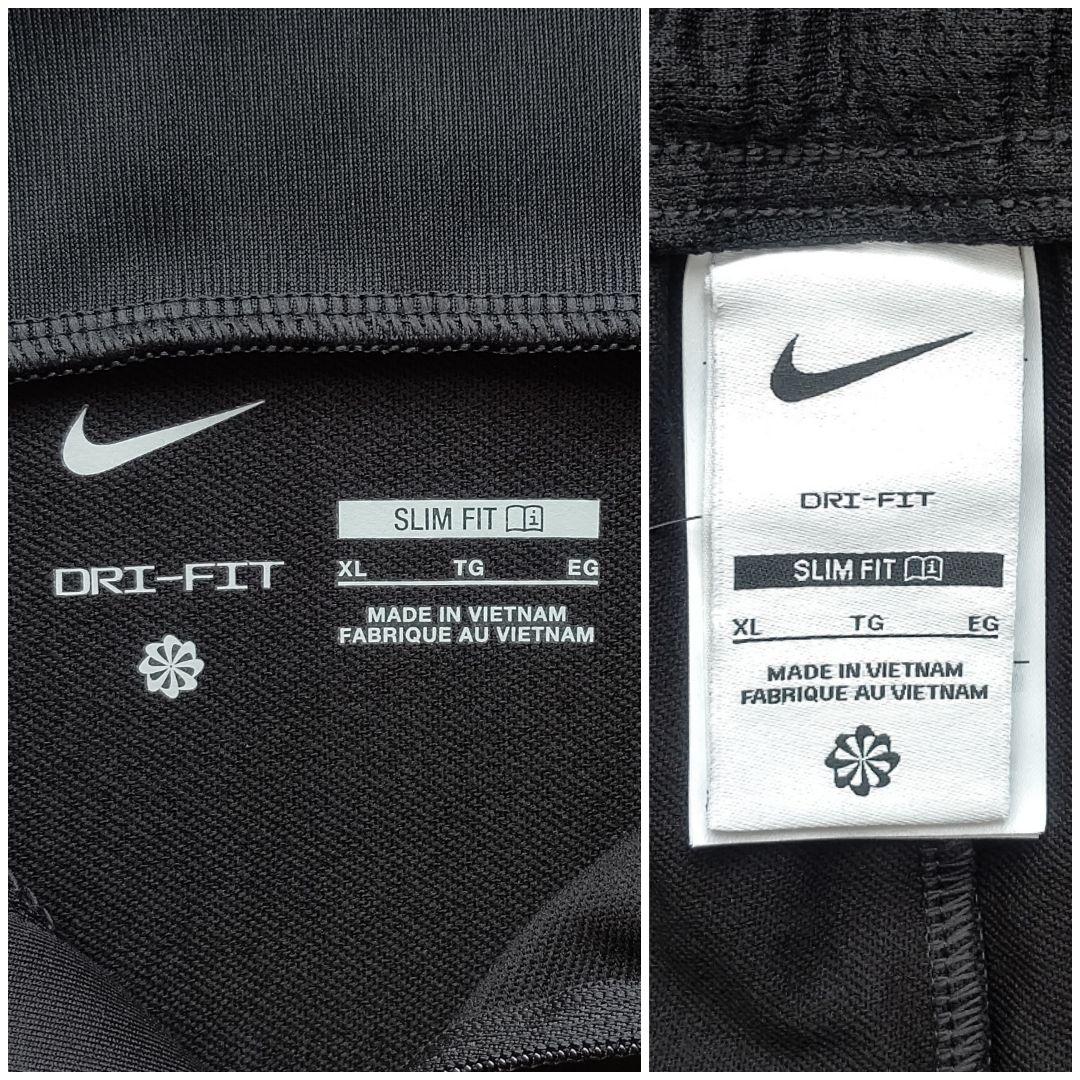 DRI-FIT
SLIM FIT
XL TG EG
MADE IN VIETNAM
FABRIQUE AU VIETNAM
DRI-FIT
SLIM FIT
XL TG EG
MADE IN VIETNAM
FABRIQUE AU VIETNAM